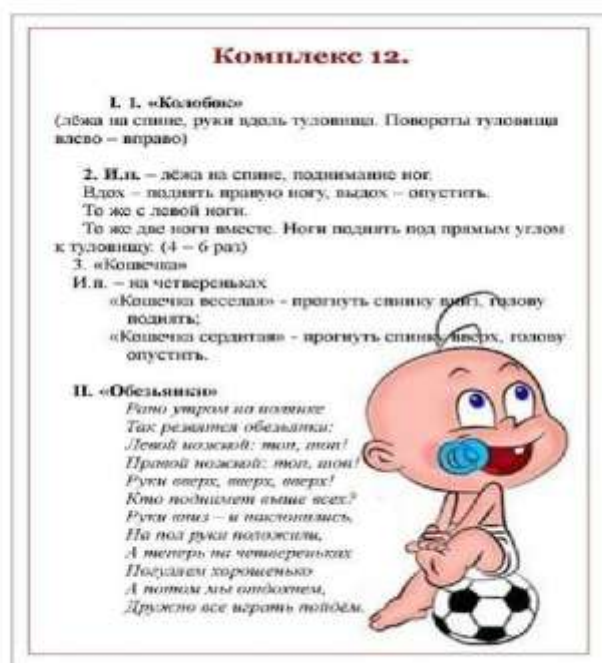 Комплекс 12.
I. 1. «Колобок»
(лёжа на спине, руки вдоль туловища. Повороты туловища
влево – вправо)
2. И.п. – лёжа на спине, поднимание ног.
Вдох – поднять правую ногу, выдох – опустить.
То же с левой ноги.
То же две ноги вместе. Ноги поднять под прямым углом
к туловищу. (4 – 6 раз)
3. «Кошечка»
И.п. – на четвереньках
«Кошечка веселая» - прогнуть спинку вниз, голову
поднять;
«Кошечка сердитая» - прогнуть спинку вверх, голову
опустить.
II. «Обезьянки»
Рано утром на полянке
Так резвятся обезьянки:
Левой ножкой: топ, топ!
Правой ножкой: топ, топ!
Руки вверх, вверх, вверх!
Кто поднимет выше всех?
Руки вниз – и наклонились,
На пол руки положили,
А теперь на четвереньках
Погуляем хорошенько
А потом мы отдохнем,
Дружно все играть пойдем.